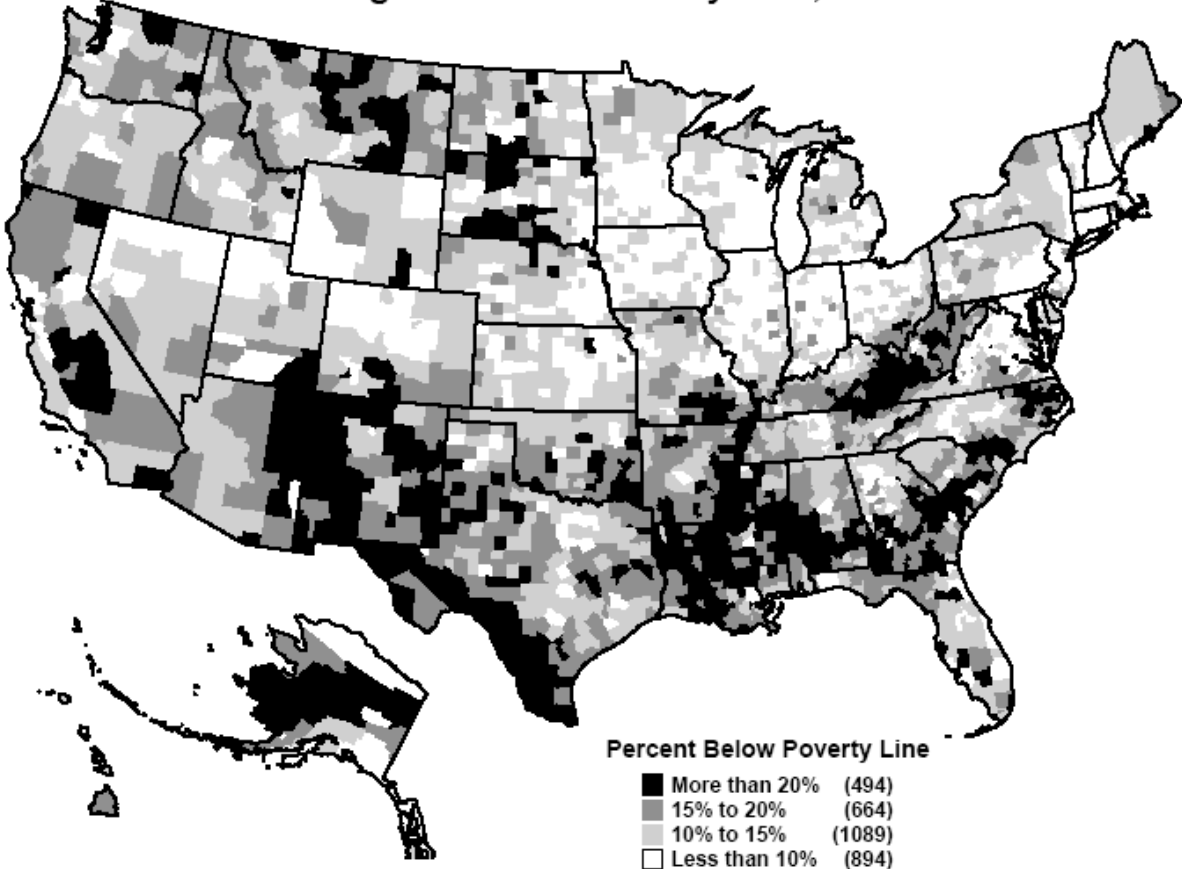 Percent Below Poverty Line
More than 20% (494)
15% to 20% (664)
10% to 15% (1089)
Less than 10% (894)